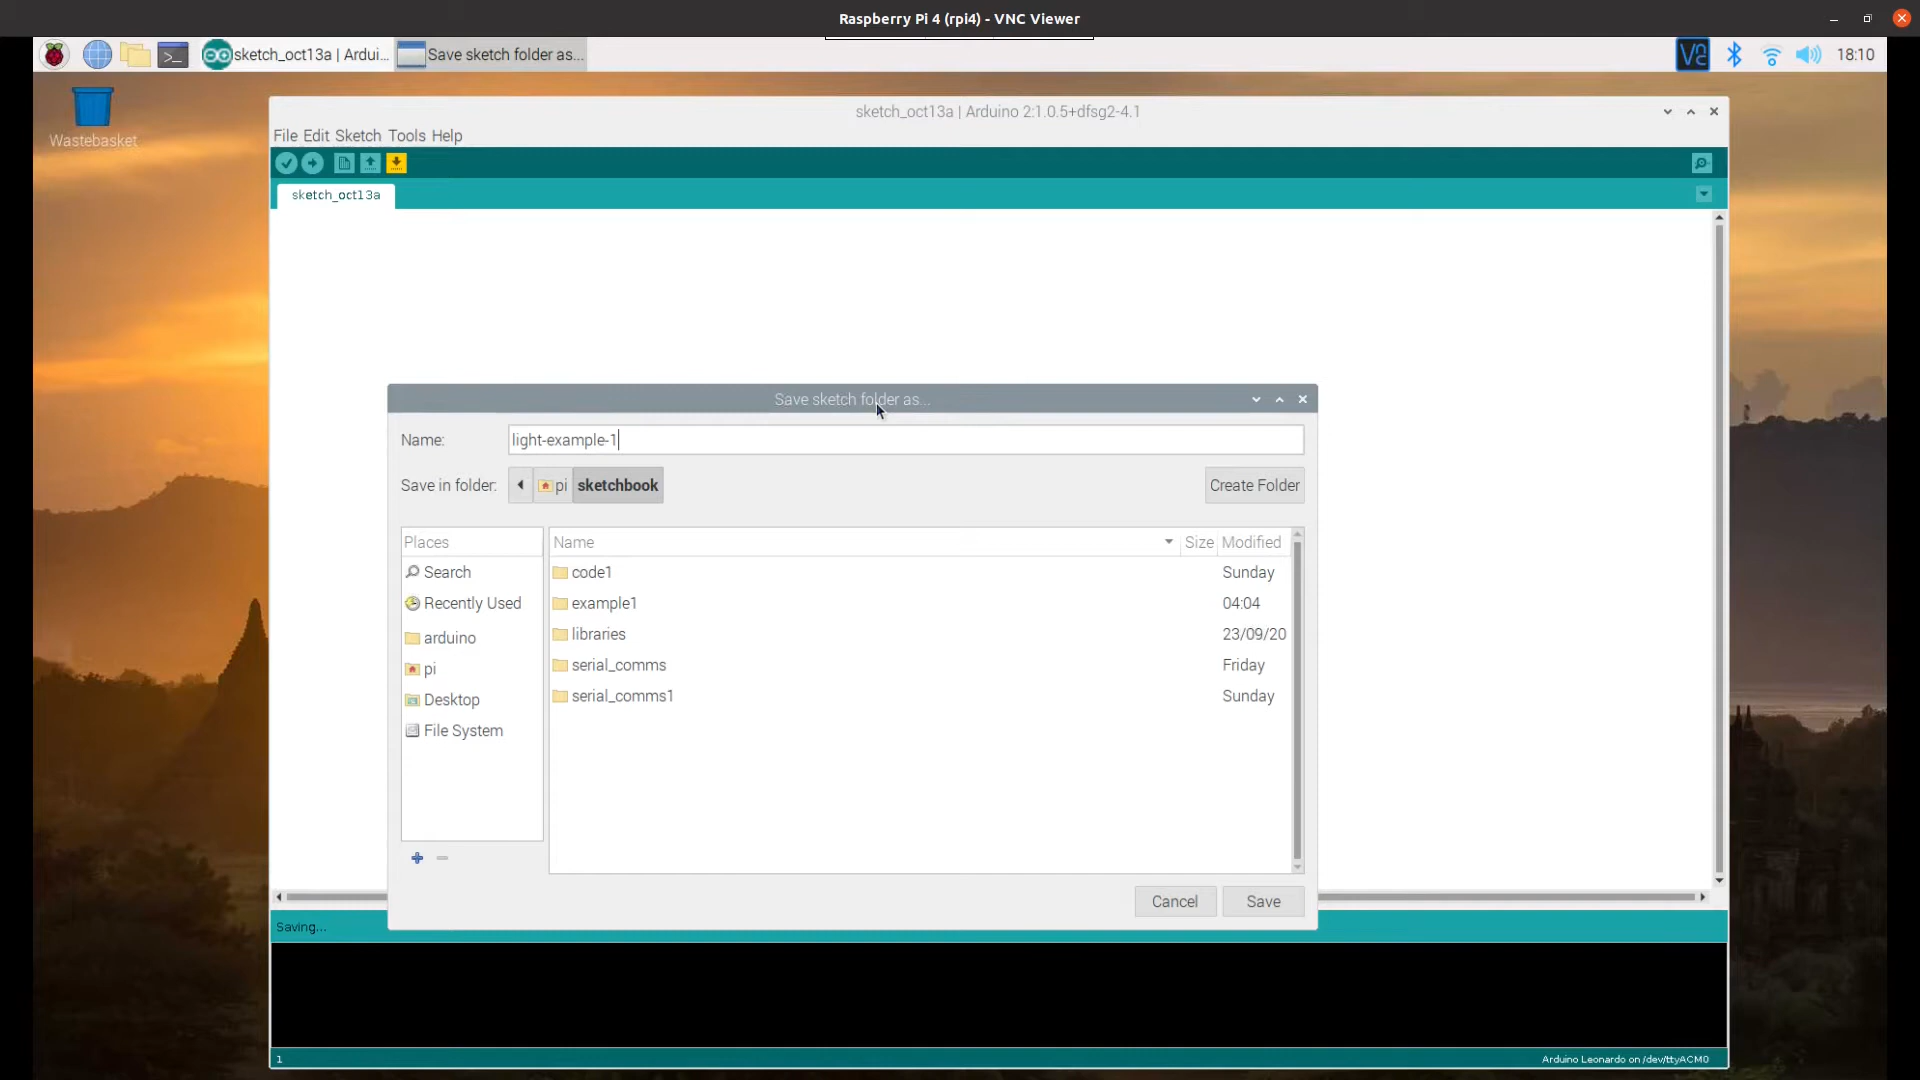 Raspberry Pi 4 (rpi4) - VNC Viewer
sketch_oct13a | Ardui... Save sketch folder as... 18:10
Wastebasket
sketch_oct13a | Arduino 2:1.0.5+dfsg2-4.1
File Edit Sketch Tools Help
sketch_oct13a
Save sketch folder as...
Name: light-example-1
Save in folder: pi sketchbook Create Folder
Places Name Size Modified
Search code1 Sunday
Recently Used example1 04:04
arduino libraries 23/09/20
pi serial_comms Friday
Desktop serial_comms1 Sunday
File System
Cancel Save
Saving...
1 Arduino Leonardo on /dev/ttyACM0